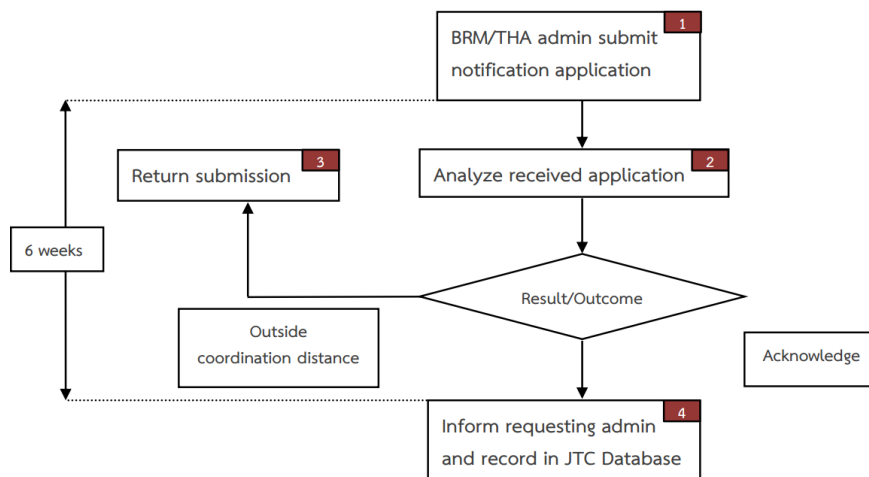 1
BRM/THA admin submit
notification application
3
Return submission
2
Analyze received application
6 weeks
Result/Outcome
Outside
coordination distance
Acknowledge
4
Inform requesting admin
and record in JTC Database